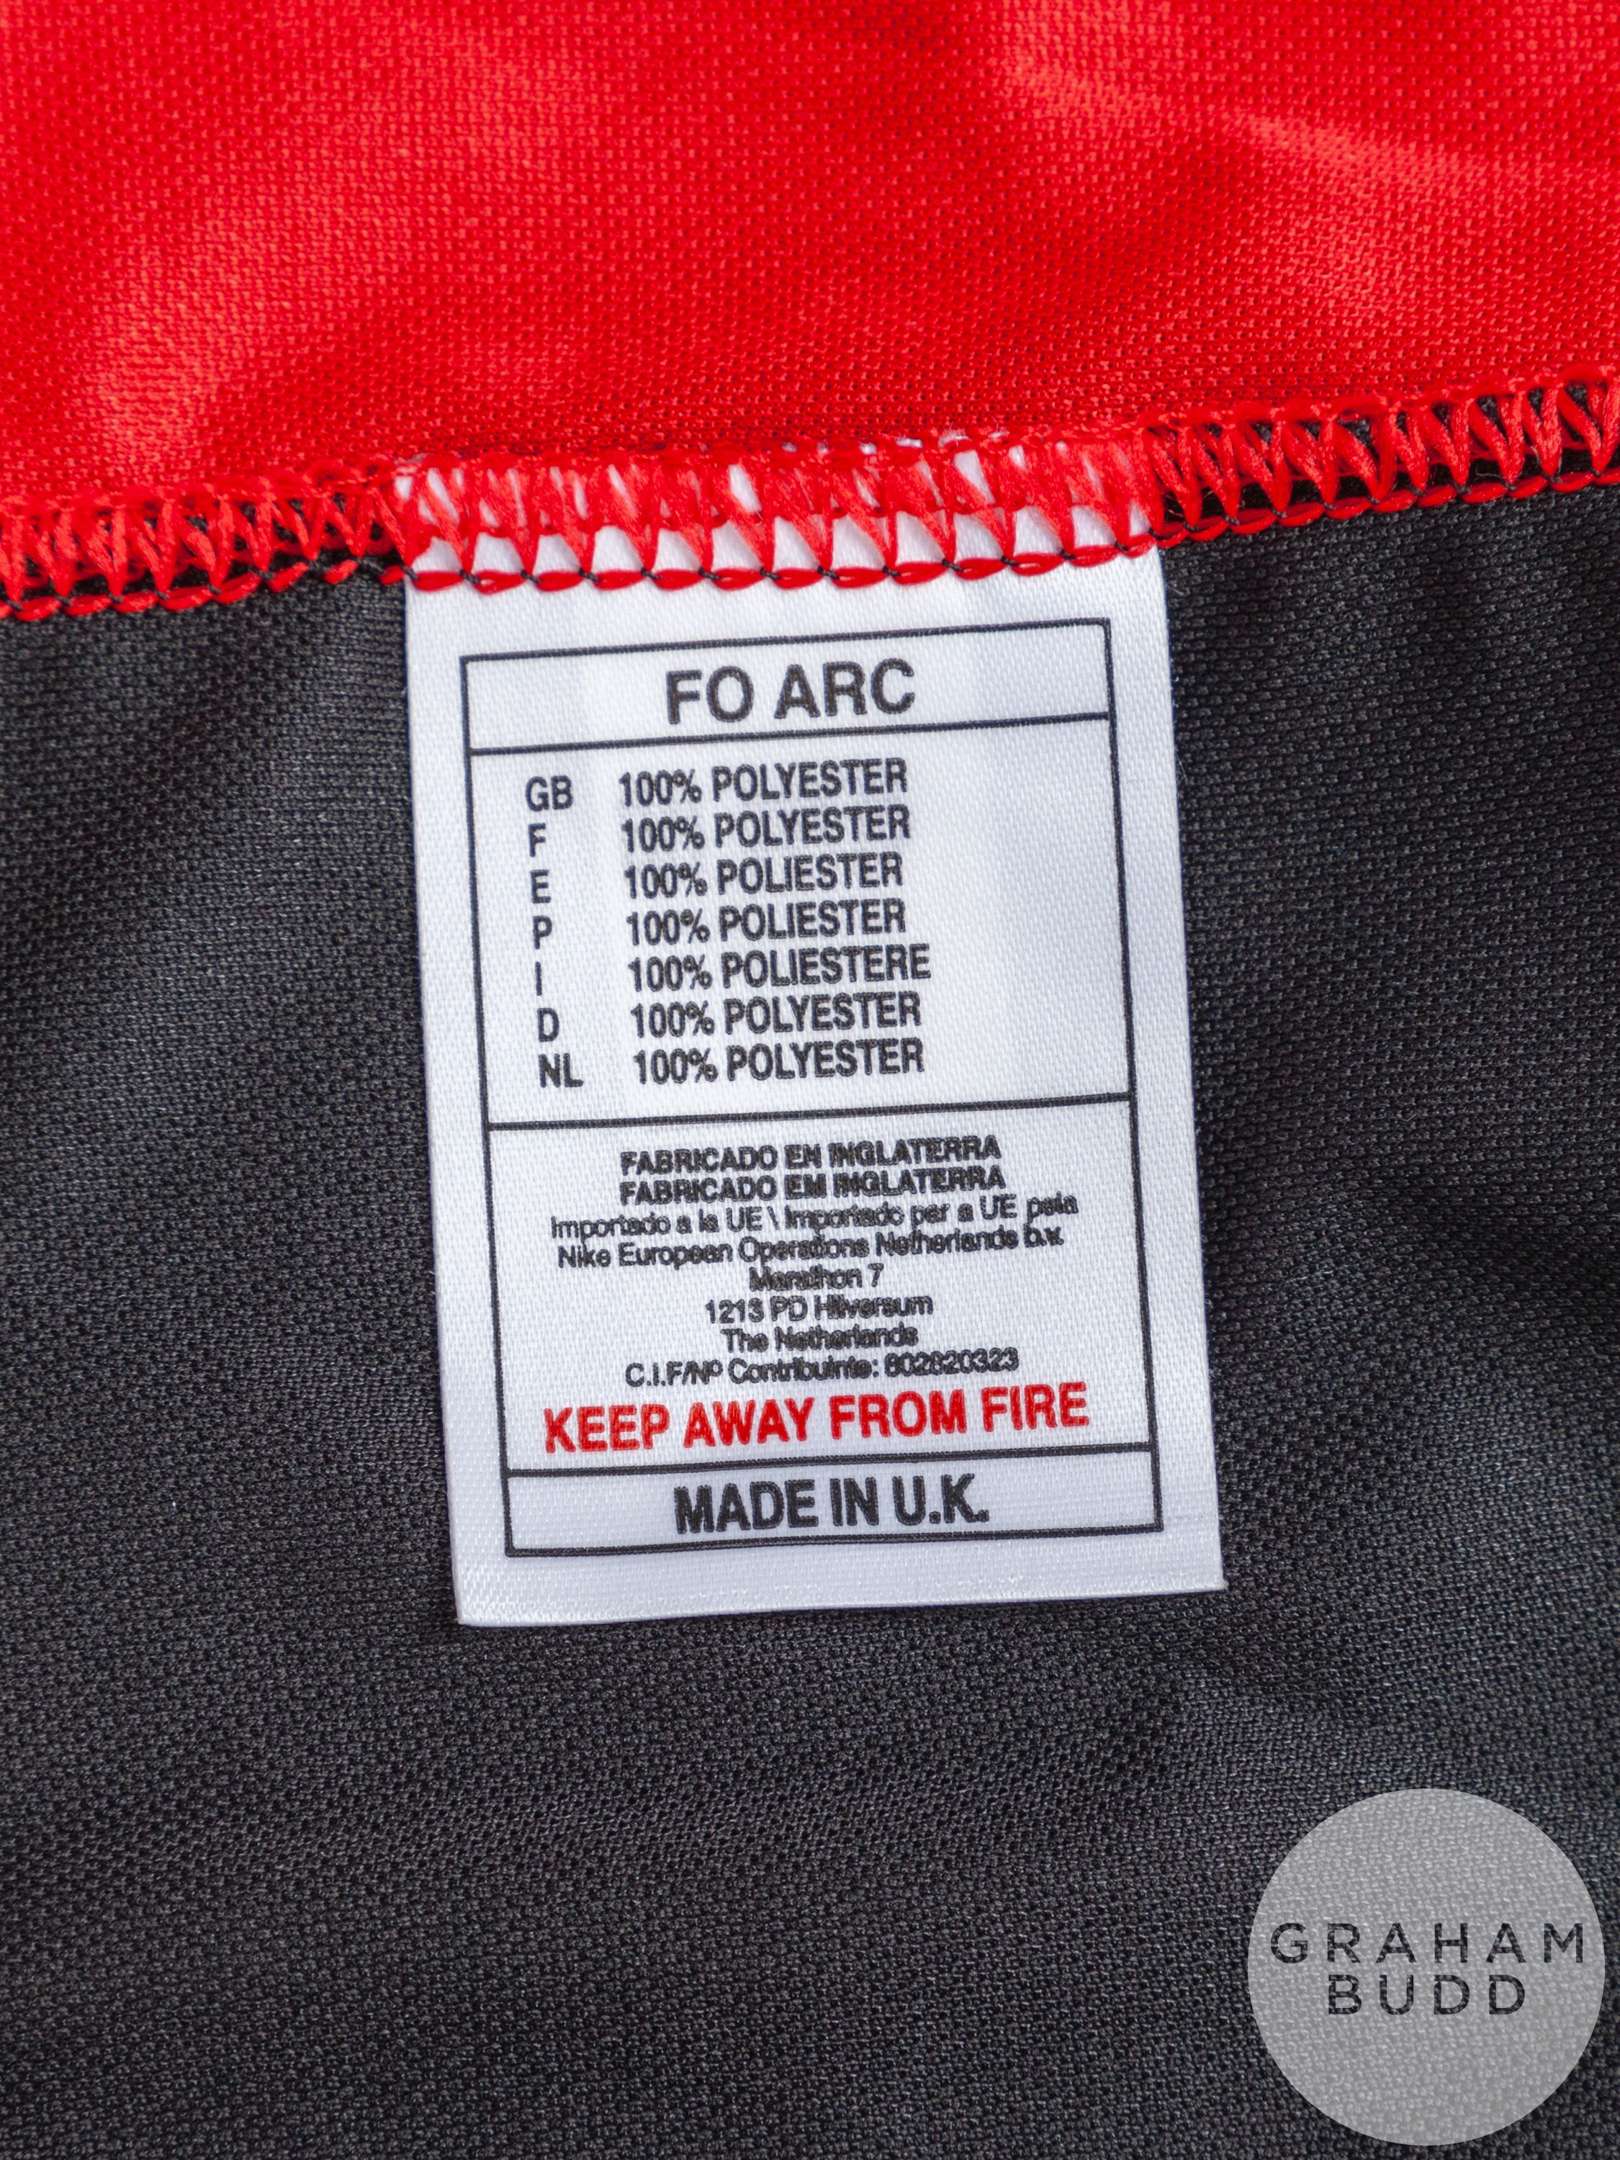 FO ARC
GB 100% POLYESTER
F 100% POLYESTER
E 100% POLIESTER
P 100% POLIESTER
I 100% POLIESTERE
D 100% POLYESTER
NL 100% POLYESTER
FABRICADO EN INGLATERRA
FABRICADO EM INGLATERRA
Importado a la UE \ Importado por a UE pela
Nike European Operations Netherlands b.v.
Marathon 7
1213 PD Hilversum
The Netherlands
C.I.F/Nº Contribuinte: 802820323
KEEP AWAY FROM FIRE
MADE IN U.K.
GRAHAM
BUDD